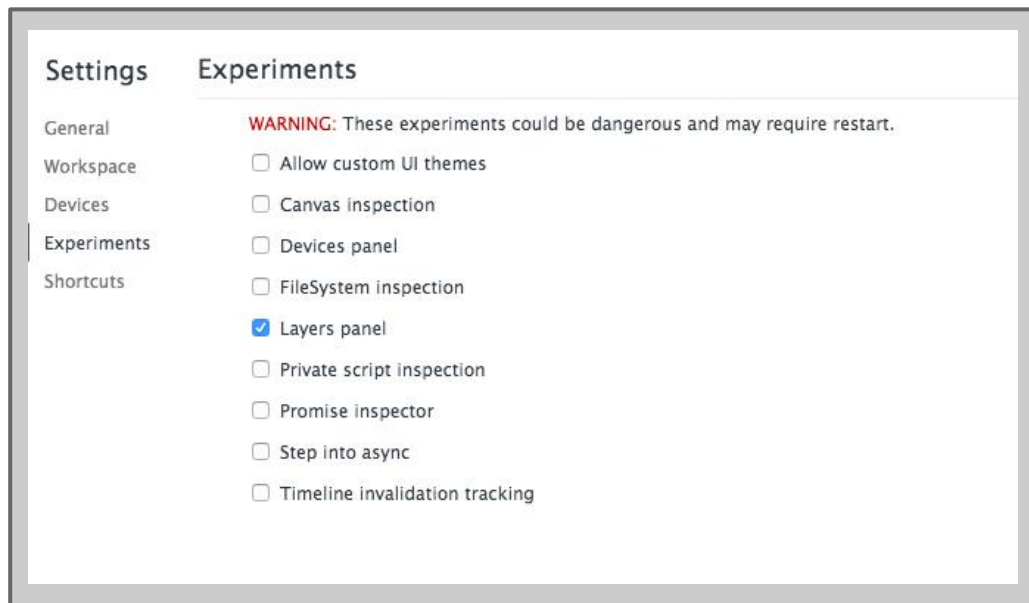 Settings
General
Workspace
Devices
Experiments
Shortcuts
Experiments
WARNING: These experiments could be dangerous and may require restart.
Allow custom UI themes
Canvas inspection
Devices panel
FileSystem inspection
Layers panel
Private script inspection
Promise inspector
Step into async
Timeline invalidation tracking